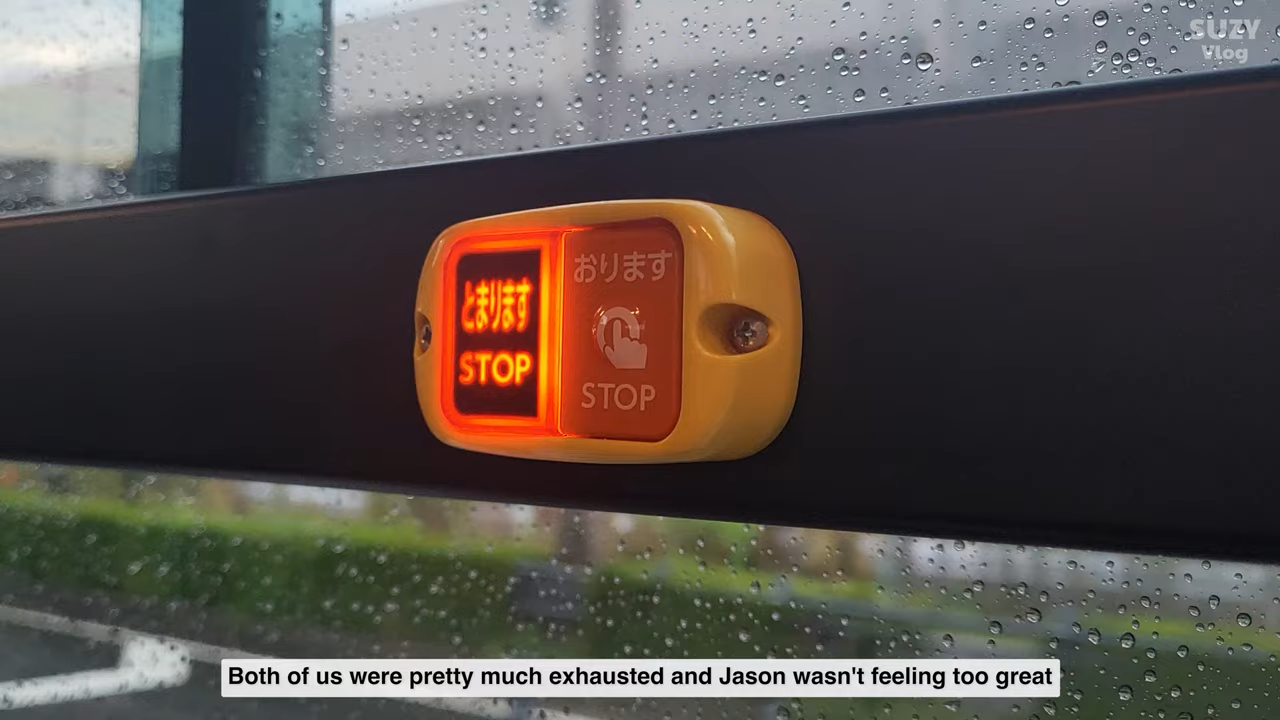 SUZY
Vlog
とまります
STOP
おります
STOP
Both of us were pretty much exhausted and Jason wasn't feeling too great